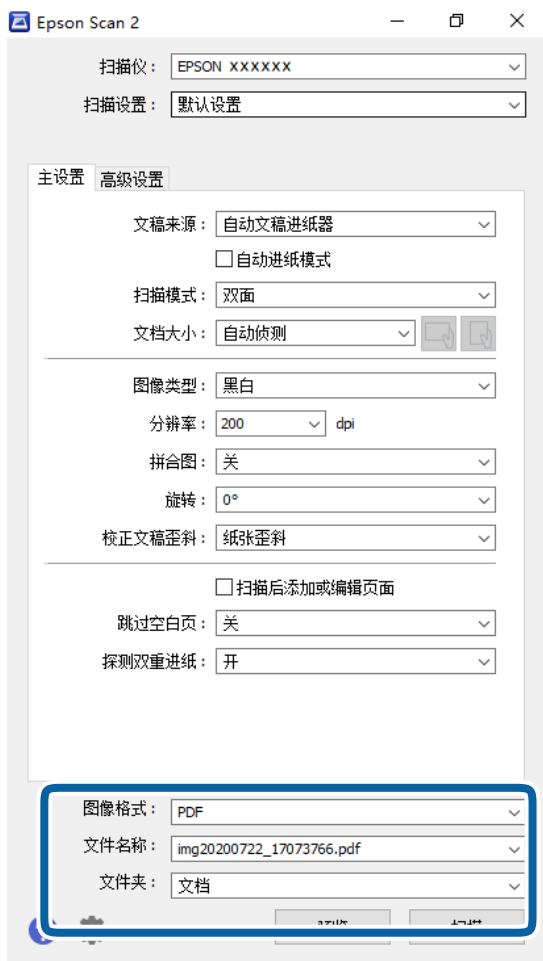 Epson Scan 2
扫描仪： EPSON XXXXXX
扫描设置： 默认设置
主设置 高级设置
文稿来源： 自动文稿进纸器
自动进纸模式
扫描模式： 双面
文档大小： 自动侦测
图像类型： 黑白
分辨率： 200 dpi
拼合图： 关
旋转： 0°
校正文稿歪斜： 纸张歪斜
扫描后添加或编辑页面
跳过空白页： 关
探测双重进纸： 开
图像格式： PDF
文件名称： img20200722_17073766.pdf
文件夹： 文档